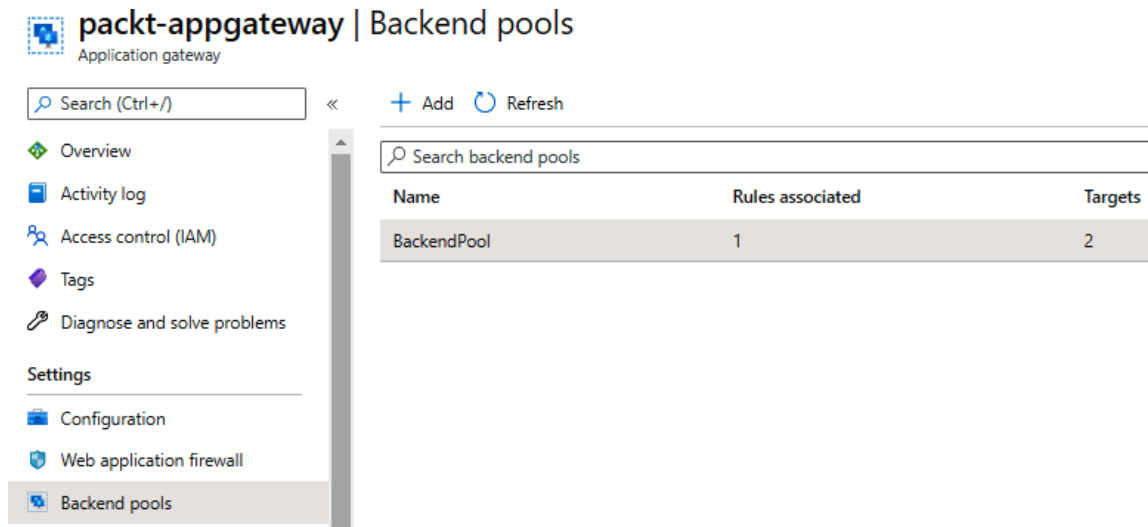 packt-appgateway | Backend pools
Application gateway
Search (Ctrl+/)
«
Overview
Activity log
Access control (IAM)
Tags
Diagnose and solve problems
Settings
Configuration
Web application firewall
Backend pools
+ Add Refresh
Search backend pools
Name Rules associated Targets
BackendPool 1 2